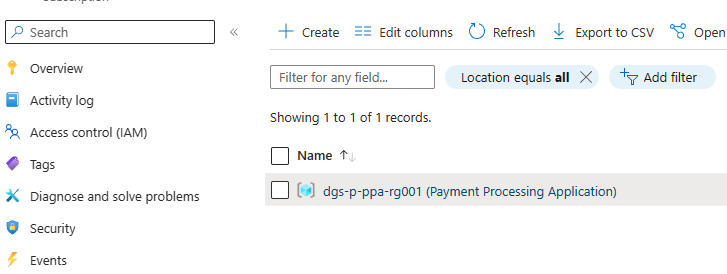 Subscription
Search
Overview
Activity log
Access control (IAM)
Tags
Diagnose and solve problems
Security
Events
Create
Edit columns
Refresh
Export to CSV
Open
Filter for any field...
Location equals all
Add filter
Showing 1 to 1 of 1 records.
Name
dgs-p-ppa-rg001 (Payment Processing Application)